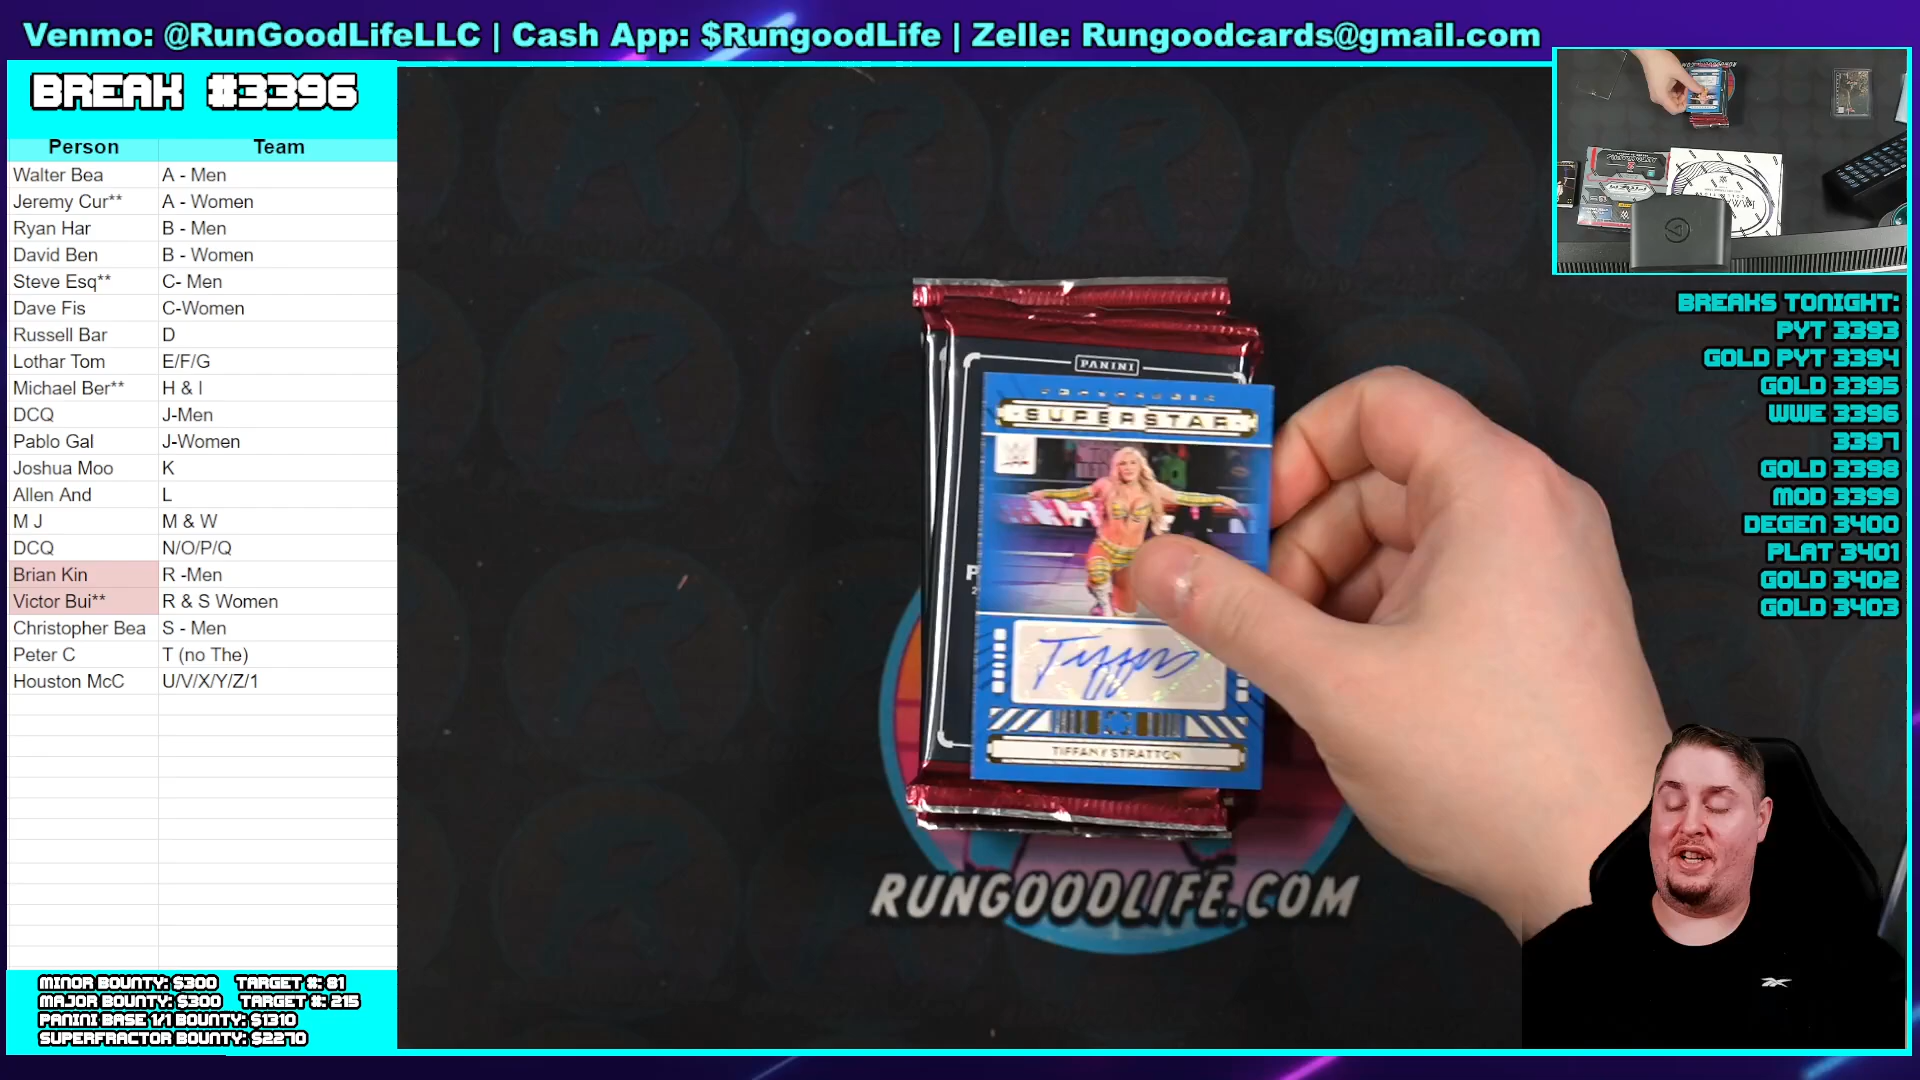 Venmo: @RunGoodLifeLLC | Cash App: $RungoodLife | Zelle: Rungoodcards@gmail.com
BREAK #3396
Person Team
Walter Bea A - Men
Jeremy Cur** A - Women
Ryan Har B - Men
David Ben B - Women
Steve Esq** C- Men
Dave Fis C-Women
Russell Bar D
Lothar Tom E/F/G
Michael Ber** H & I
DCQ J-Men
Pablo Gal J-Women
Joshua Moo K
Allen And L
M J M & W
DCQ N/O/P/Q
Brian Kin R -Men
Victor Bui** R & S Women
Christopher Bea S - Men
Peter C T (no The)
Houston McC U/V/X/Y/Z/1
MINOR BOUNTY: $300 TARGET #: 81
MAJOR BOUNTY: $300 TARGET #: 215
PANINI BASE 1/1 BOUNTY: $1310
SUPERFRACTOR BOUNTY: $2270
PANINI
SUPERSTAR
TIFFANY STRATTON
RUNGOODLIFE.COM
BREAKS TONIGHT:
PYT 3393
GOLD PYT 3394
GOLD 3395
WWE 3396
3397
GOLD 3398
MOD 3399
DEGEN 3400
PLAT 3401
GOLD 3402
GOLD 3403